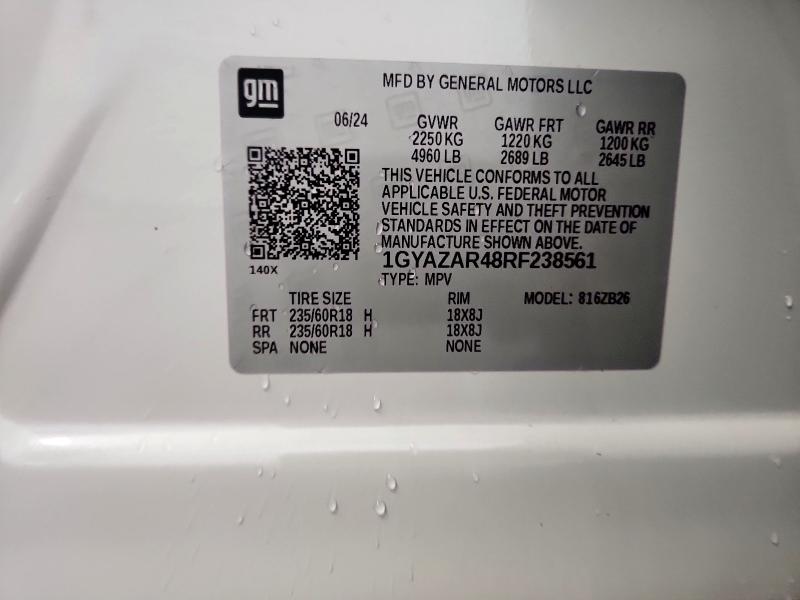 gm
MFD BY GENERAL MOTORS LLC
06/24 GVWR GAWR FRT GAWR RR
2250 KG 1220 KG 1200 KG
4960 LB 2689 LB 2645 LB
THIS VEHICLE CONFORMS TO ALL
APPLICABLE U.S. FEDERAL MOTOR
VEHICLE SAFETY AND THEFT PREVENTION
STANDARDS IN EFFECT ON THE DATE OF
MANUFACTURE SHOWN ABOVE.
140X
1GYAZAR48RF238561
TYPE: MPV
TIRE SIZE RIM MODEL: 816ZB26
FRT 235/60R18 H 18X8J
RR 235/60R18 H 18X8J
SPA NONE NONE